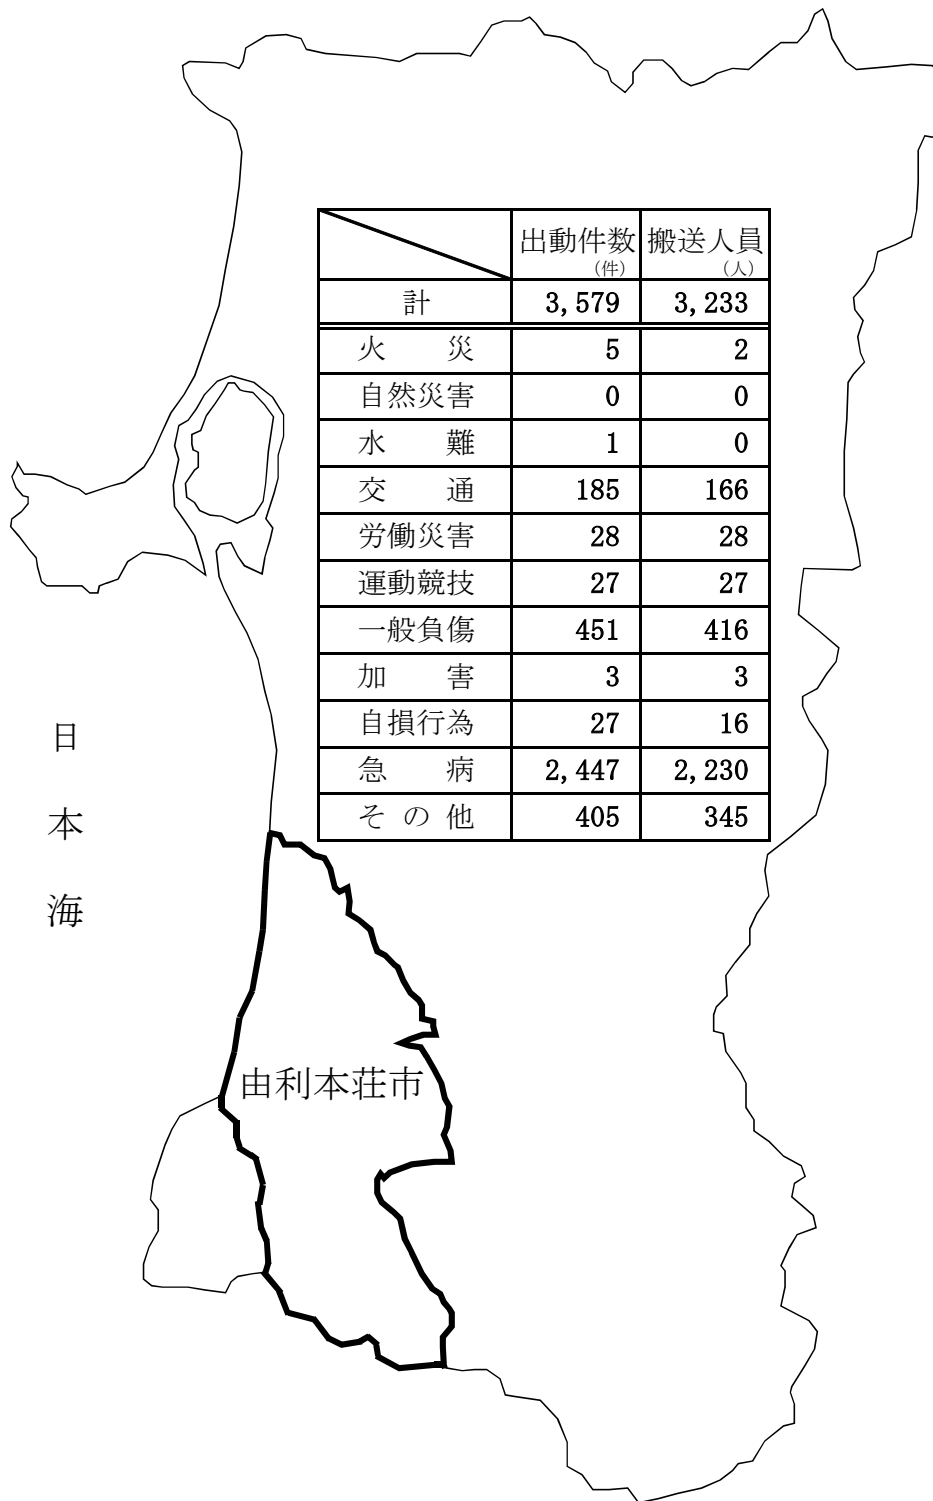 出動件数 搬送人員
（件） （人）
計 3,579 3,233
火災 5 2
自然災害 0 0
水難 1 0
交通 185 166
労働災害 28 28
運動競技 27 27
一般負傷 451 416
加害 3 3
自損行為 27 16
急病 2,447 2,230
その他 405 345
日本海
由利本荘市